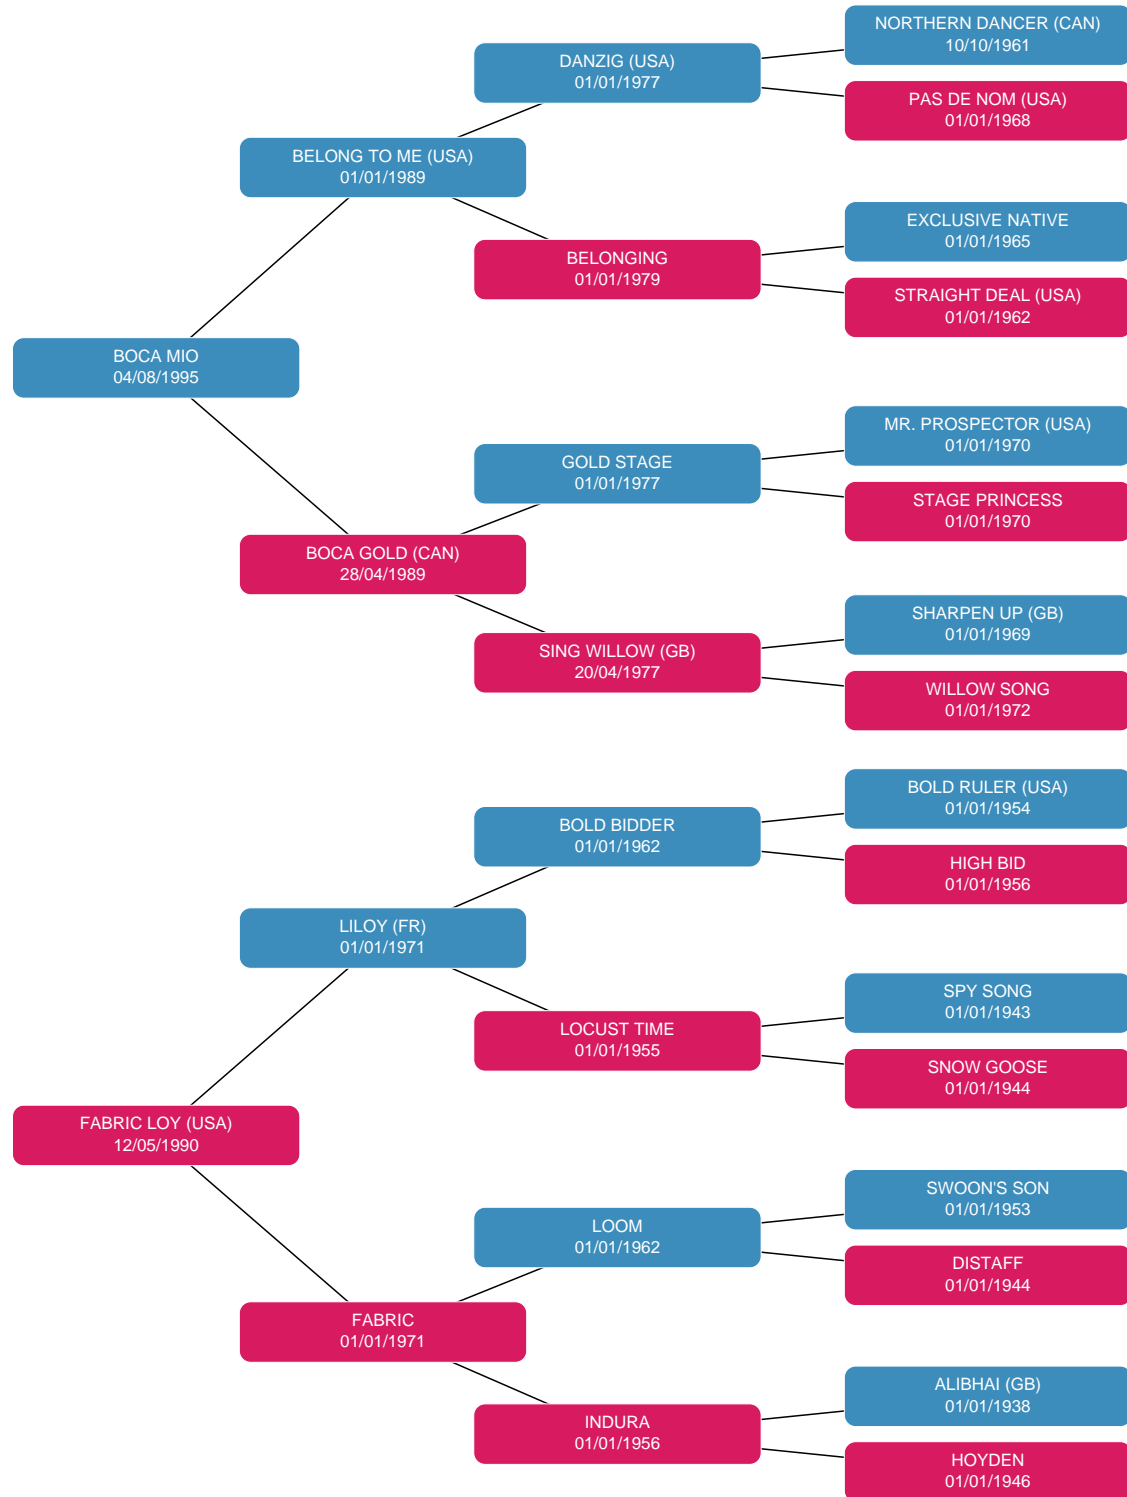 NORTHERN DANCER (CAN)
10/10/1961
DANZIG (USA)
01/01/1977
PAS DE NOM (USA)
01/01/1968
BELONG TO ME (USA)
01/01/1989
EXCLUSIVE NATIVE
01/01/1965
BELONGING
01/01/1979
STRAIGHT DEAL (USA)
01/01/1962
BOCA MIO
04/08/1995
MR. PROSPECTOR (USA)
01/01/1970
GOLD STAGE
01/01/1977
STAGE PRINCESS
01/01/1970
BOCA GOLD (CAN)
28/04/1989
SHARPEN UP (GB)
01/01/1969
SING WILLOW (GB)
20/04/1977
WILLOW SONG
01/01/1972
BOLD RULER (USA)
01/01/1954
BOLD BIDDER
01/01/1962
HIGH BID
01/01/1956
LILOY (FR)
01/01/1971
SPY SONG
01/01/1943
LOCUST TIME
01/01/1955
SNOW GOOSE
01/01/1944
FABRIC LOY (USA)
12/05/1990
SWOON'S SON
01/01/1953
LOOM
01/01/1962
DISTAFF
01/01/1944
FABRIC
01/01/1971
ALIBHAI (GB)
01/01/1938
INDURA
01/01/1956
HOYDEN
01/01/1946